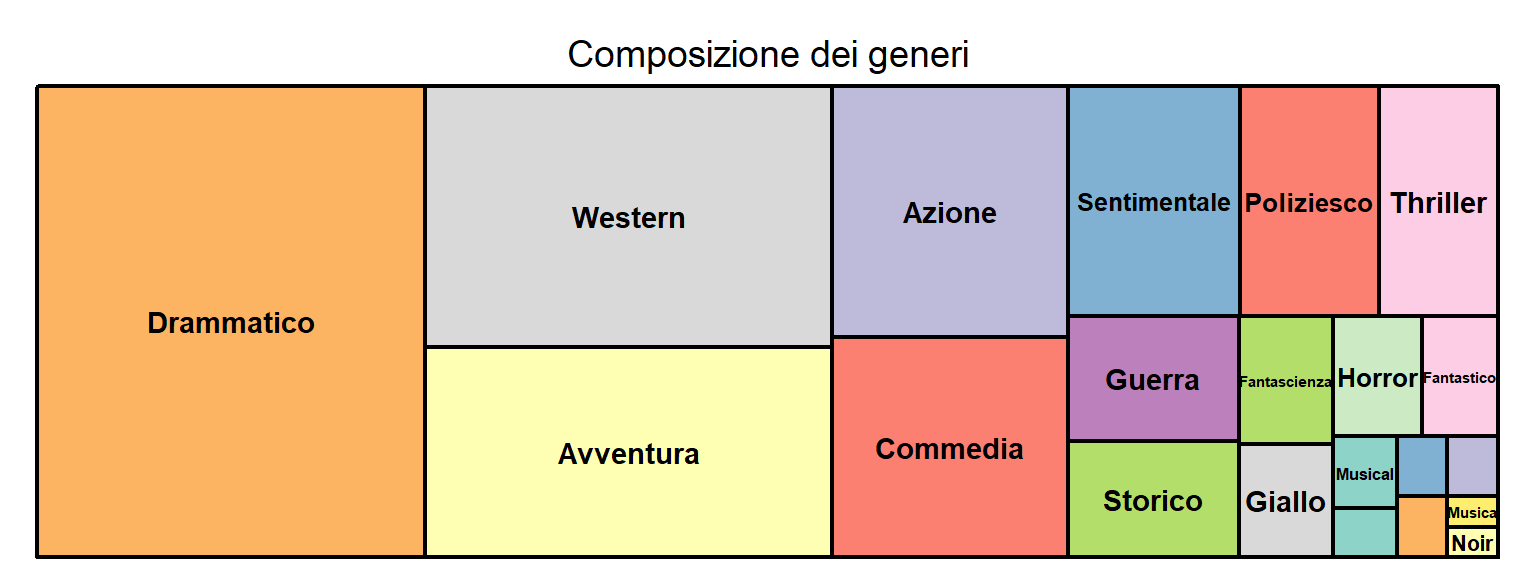 Composizione dei generi
Drammatico
Western
Avventura
Azione
Commedia
Sentimentale
Poliziesco
Thriller
Guerra
Storico
Fantascienza
Giallo
Horror
Fantastico
Musical
Musica
Noir